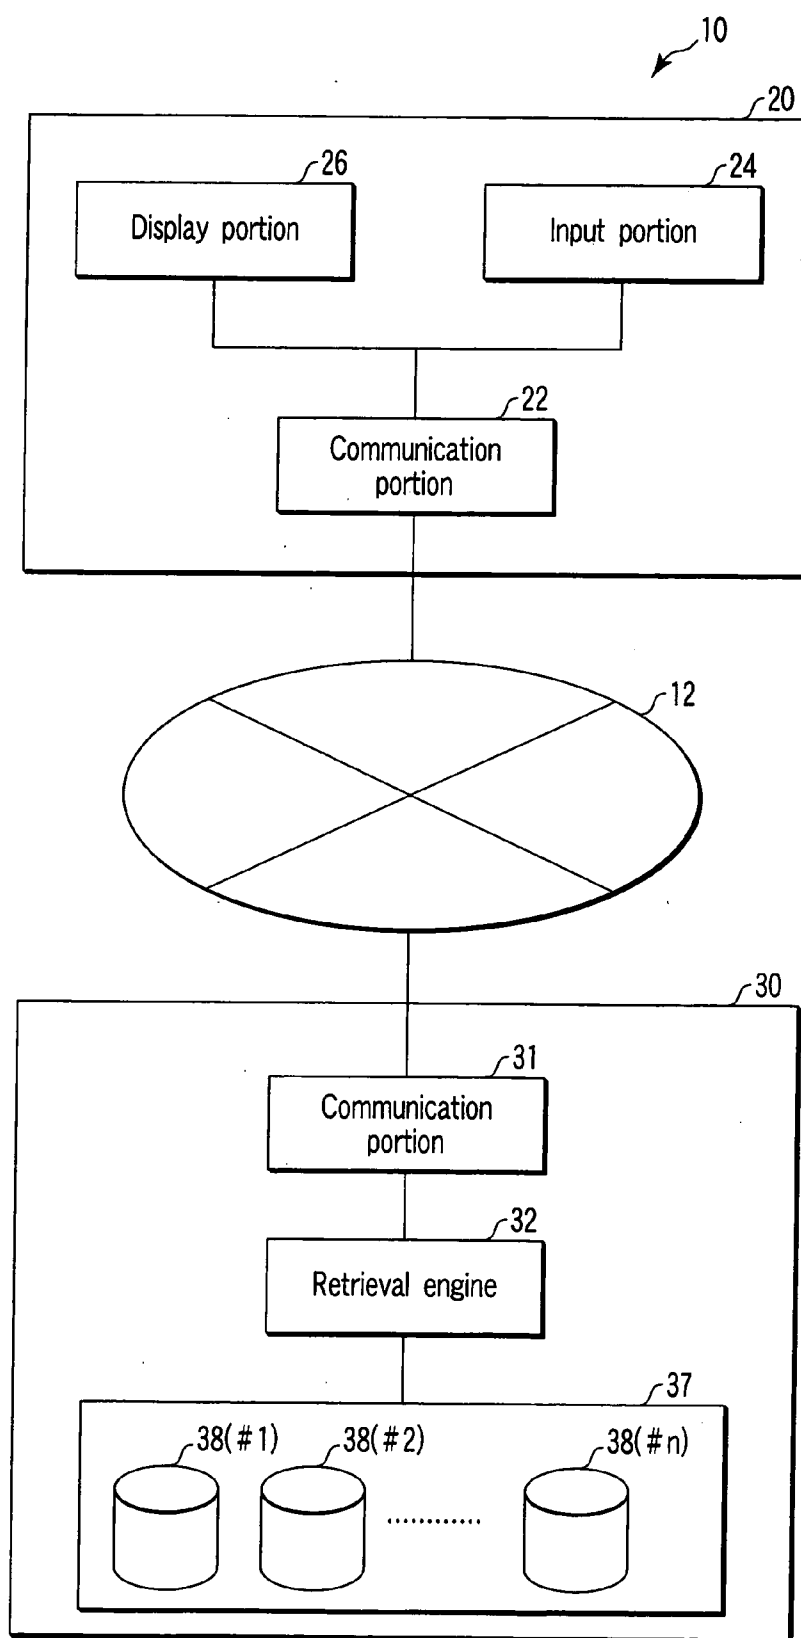 10
20
26
24
Display portion
Input portion
22
Communication
portion
12
30
31
Communication
portion
32
Retrieval engine
37
38(#1)
38(#2)
38(#n)